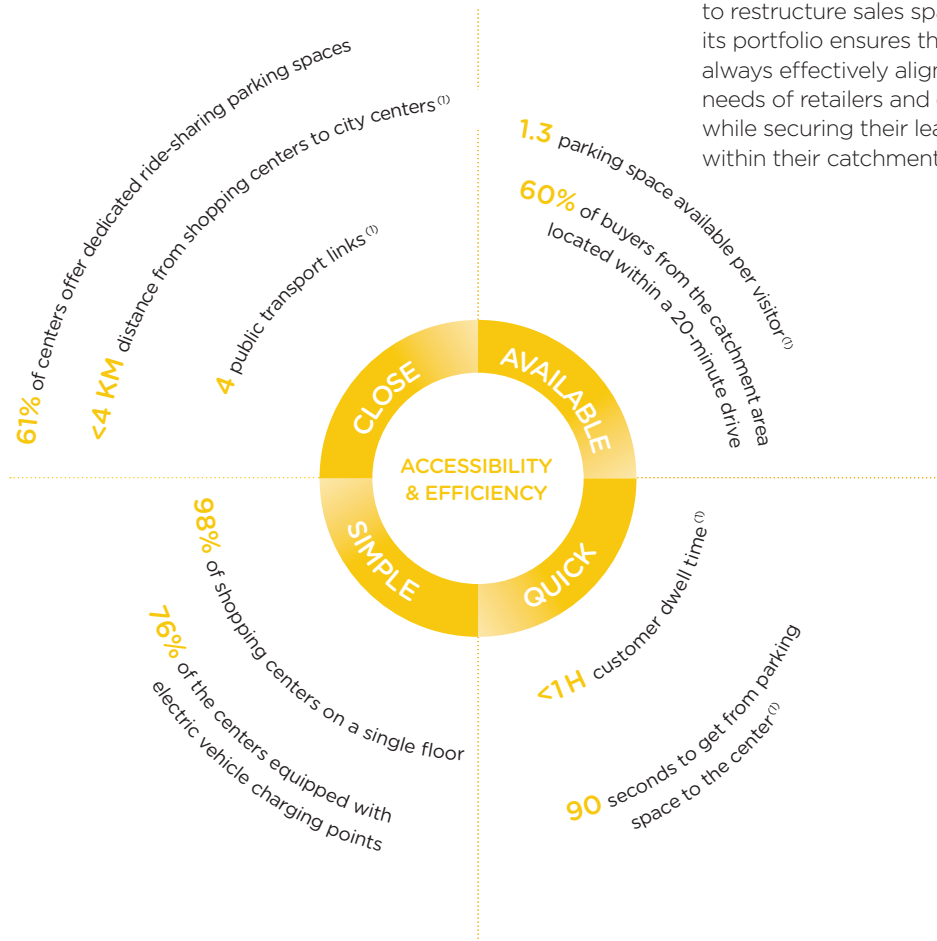 to restructure sales sp
its portfolio ensures th
always effectively align
needs of retailers and
while securing their lea
within their catchment
61% of centers offer dedicated ride-sharing parking spaces
<4 KM distance from shopping centers to city centers(1)
4 public transport links(1)
1.3 parking space available per visitor(1)
60% of buyers from the catchment area
located within a 20-minute drive
CLOSE
AVAILABLE
ACCESSIBILITY
& EFFICIENCY
SIMPLE
QUICK
98% of shopping centers on a single floor
76% of the centers equipped with
electric vehicle charging points
<1 H customer dwell time(1)
90 seconds to get from parking
space to the center(1)